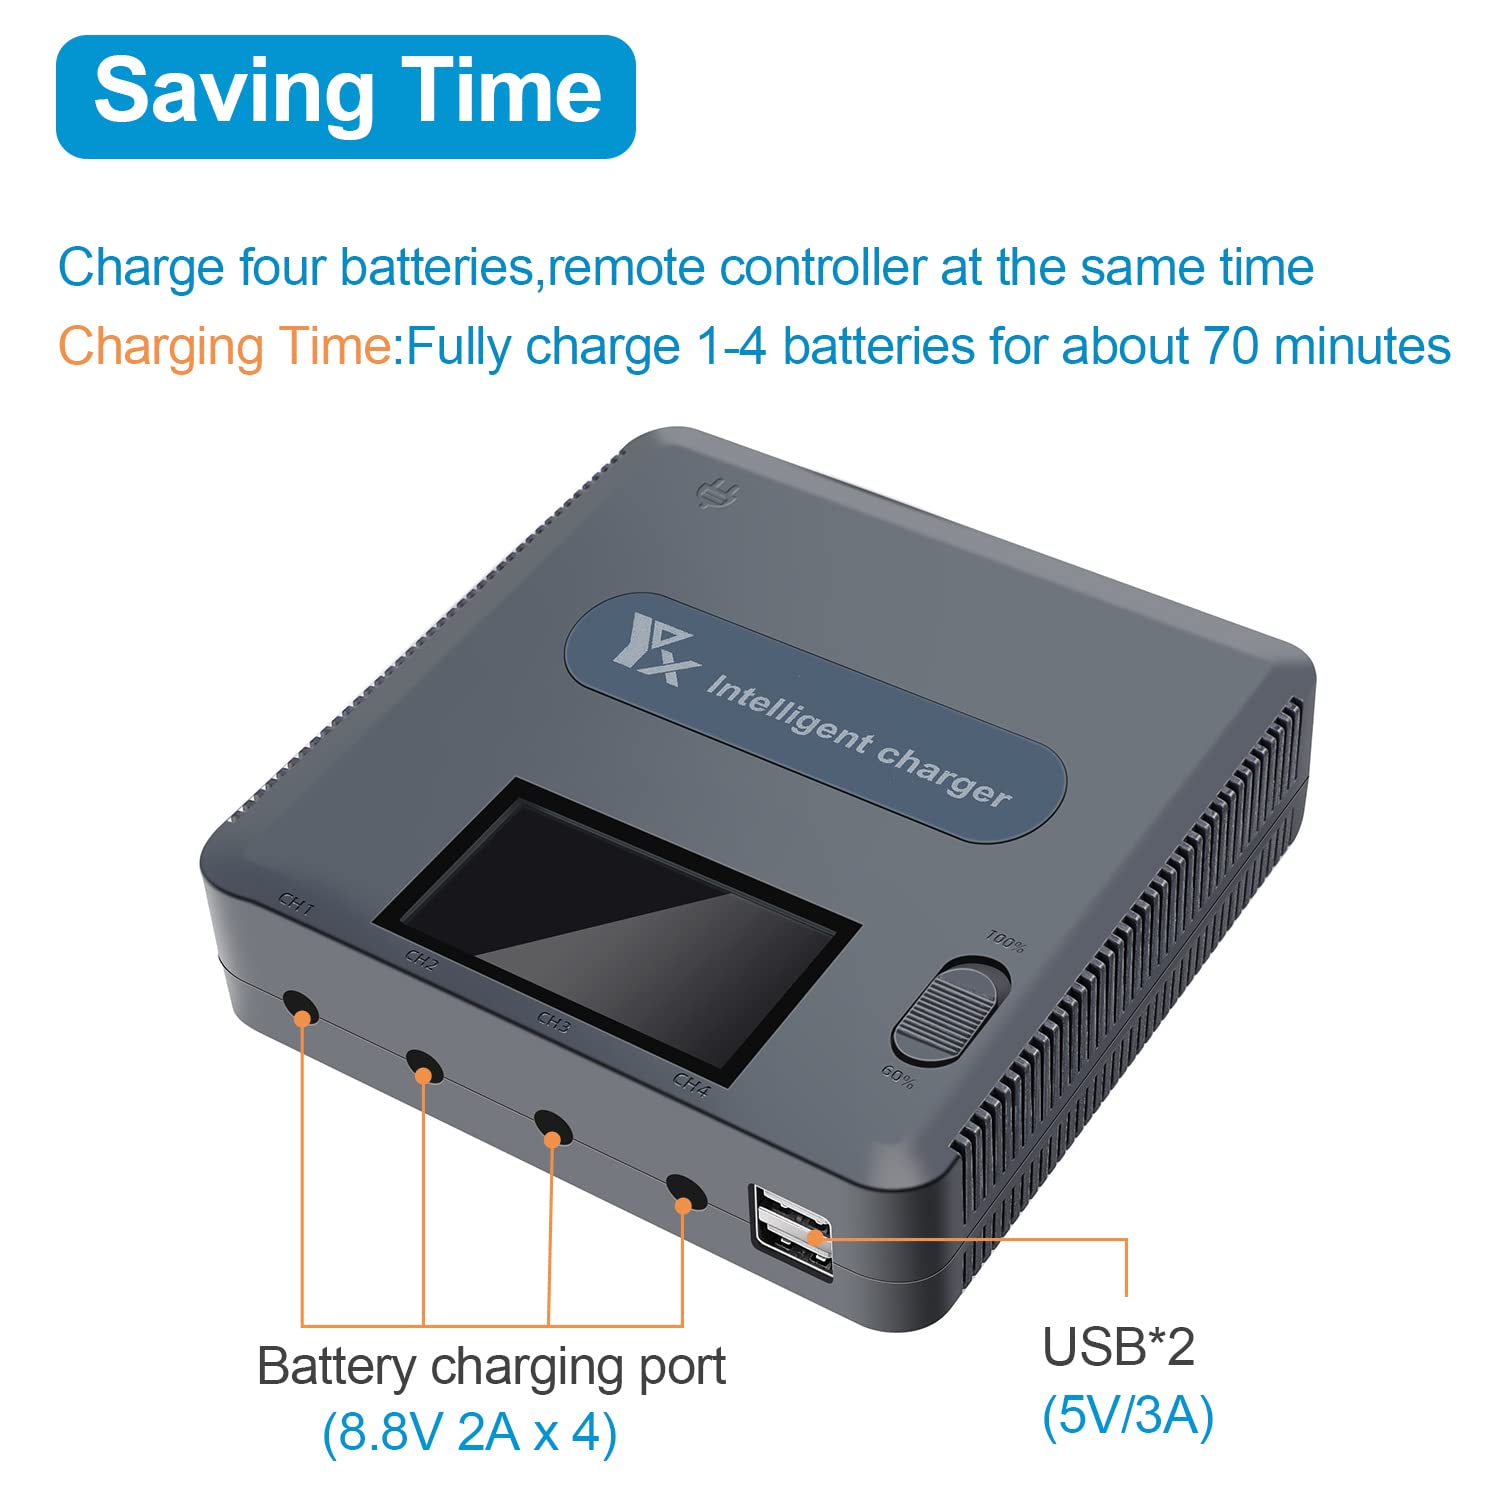 Saving Time
Charge four batteries,remote controller at the same time
Charging Time:Fully charge 1-4 batteries for about 70 minutes
YX Intelligent charger
100%
60%
CH1
CH2
CH3
CH4
Battery charging port
(8.8V 2A x 4)
USB*2
(5V/3A)